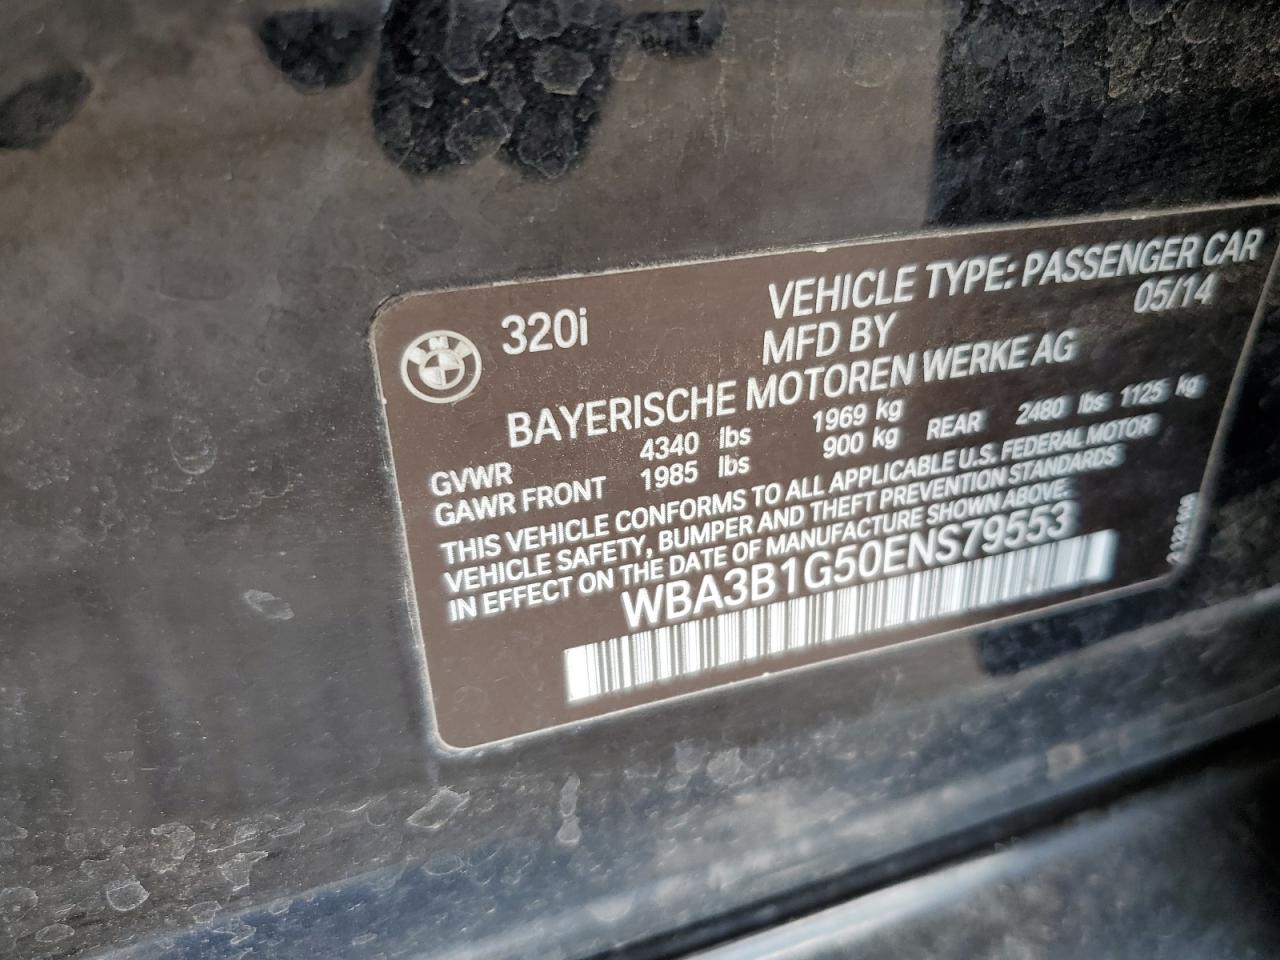 VEHICLE TYPE: PASSENGER CAR
320i MFD BY 05/14
BAYERISCHE MOTOREN WERKE AG
GVWR 4340 lbs 1969 kg
GAWR FRONT 1985 lbs 900 kg REAR 2480 lbs 1125 kg
THIS VEHICLE CONFORMS TO ALL APPLICABLE U.S. FEDERAL MOTOR
VEHICLE SAFETY, BUMPER AND THEFT PREVENTION STANDARDS
IN EFFECT ON THE DATE OF MANUFACTURE SHOWN ABOVE.
WBA3B1G50ENS79553